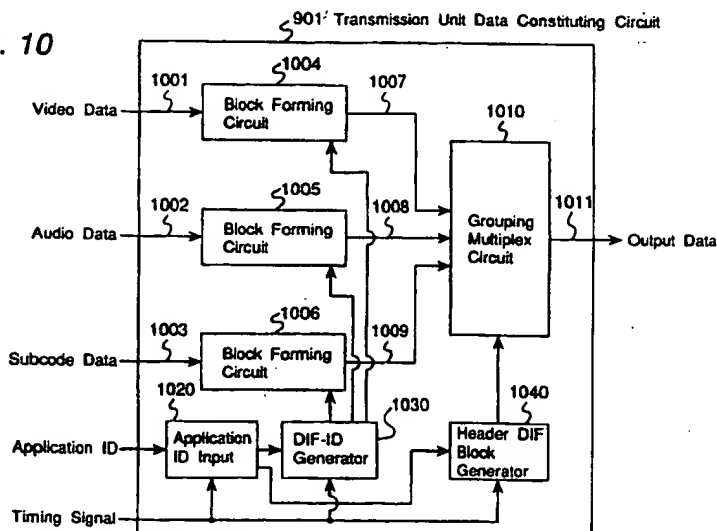 . 10
901' Transmission Unit Data Constituting Circuit
1004
1001
1007
Video Data
Block Forming
Circuit
1010
1005
1002
1008
1011
Audio Data
Block Forming
Circuit
Grouping
Multiplex
Circuit
Output Data
1006
1003
1009
Subcode Data
Block Forming
Circuit
1020
1030
1040
Application ID
Application
ID Input
DIF-ID
Generator
Header DIF
Block
Generator
Timing Signal